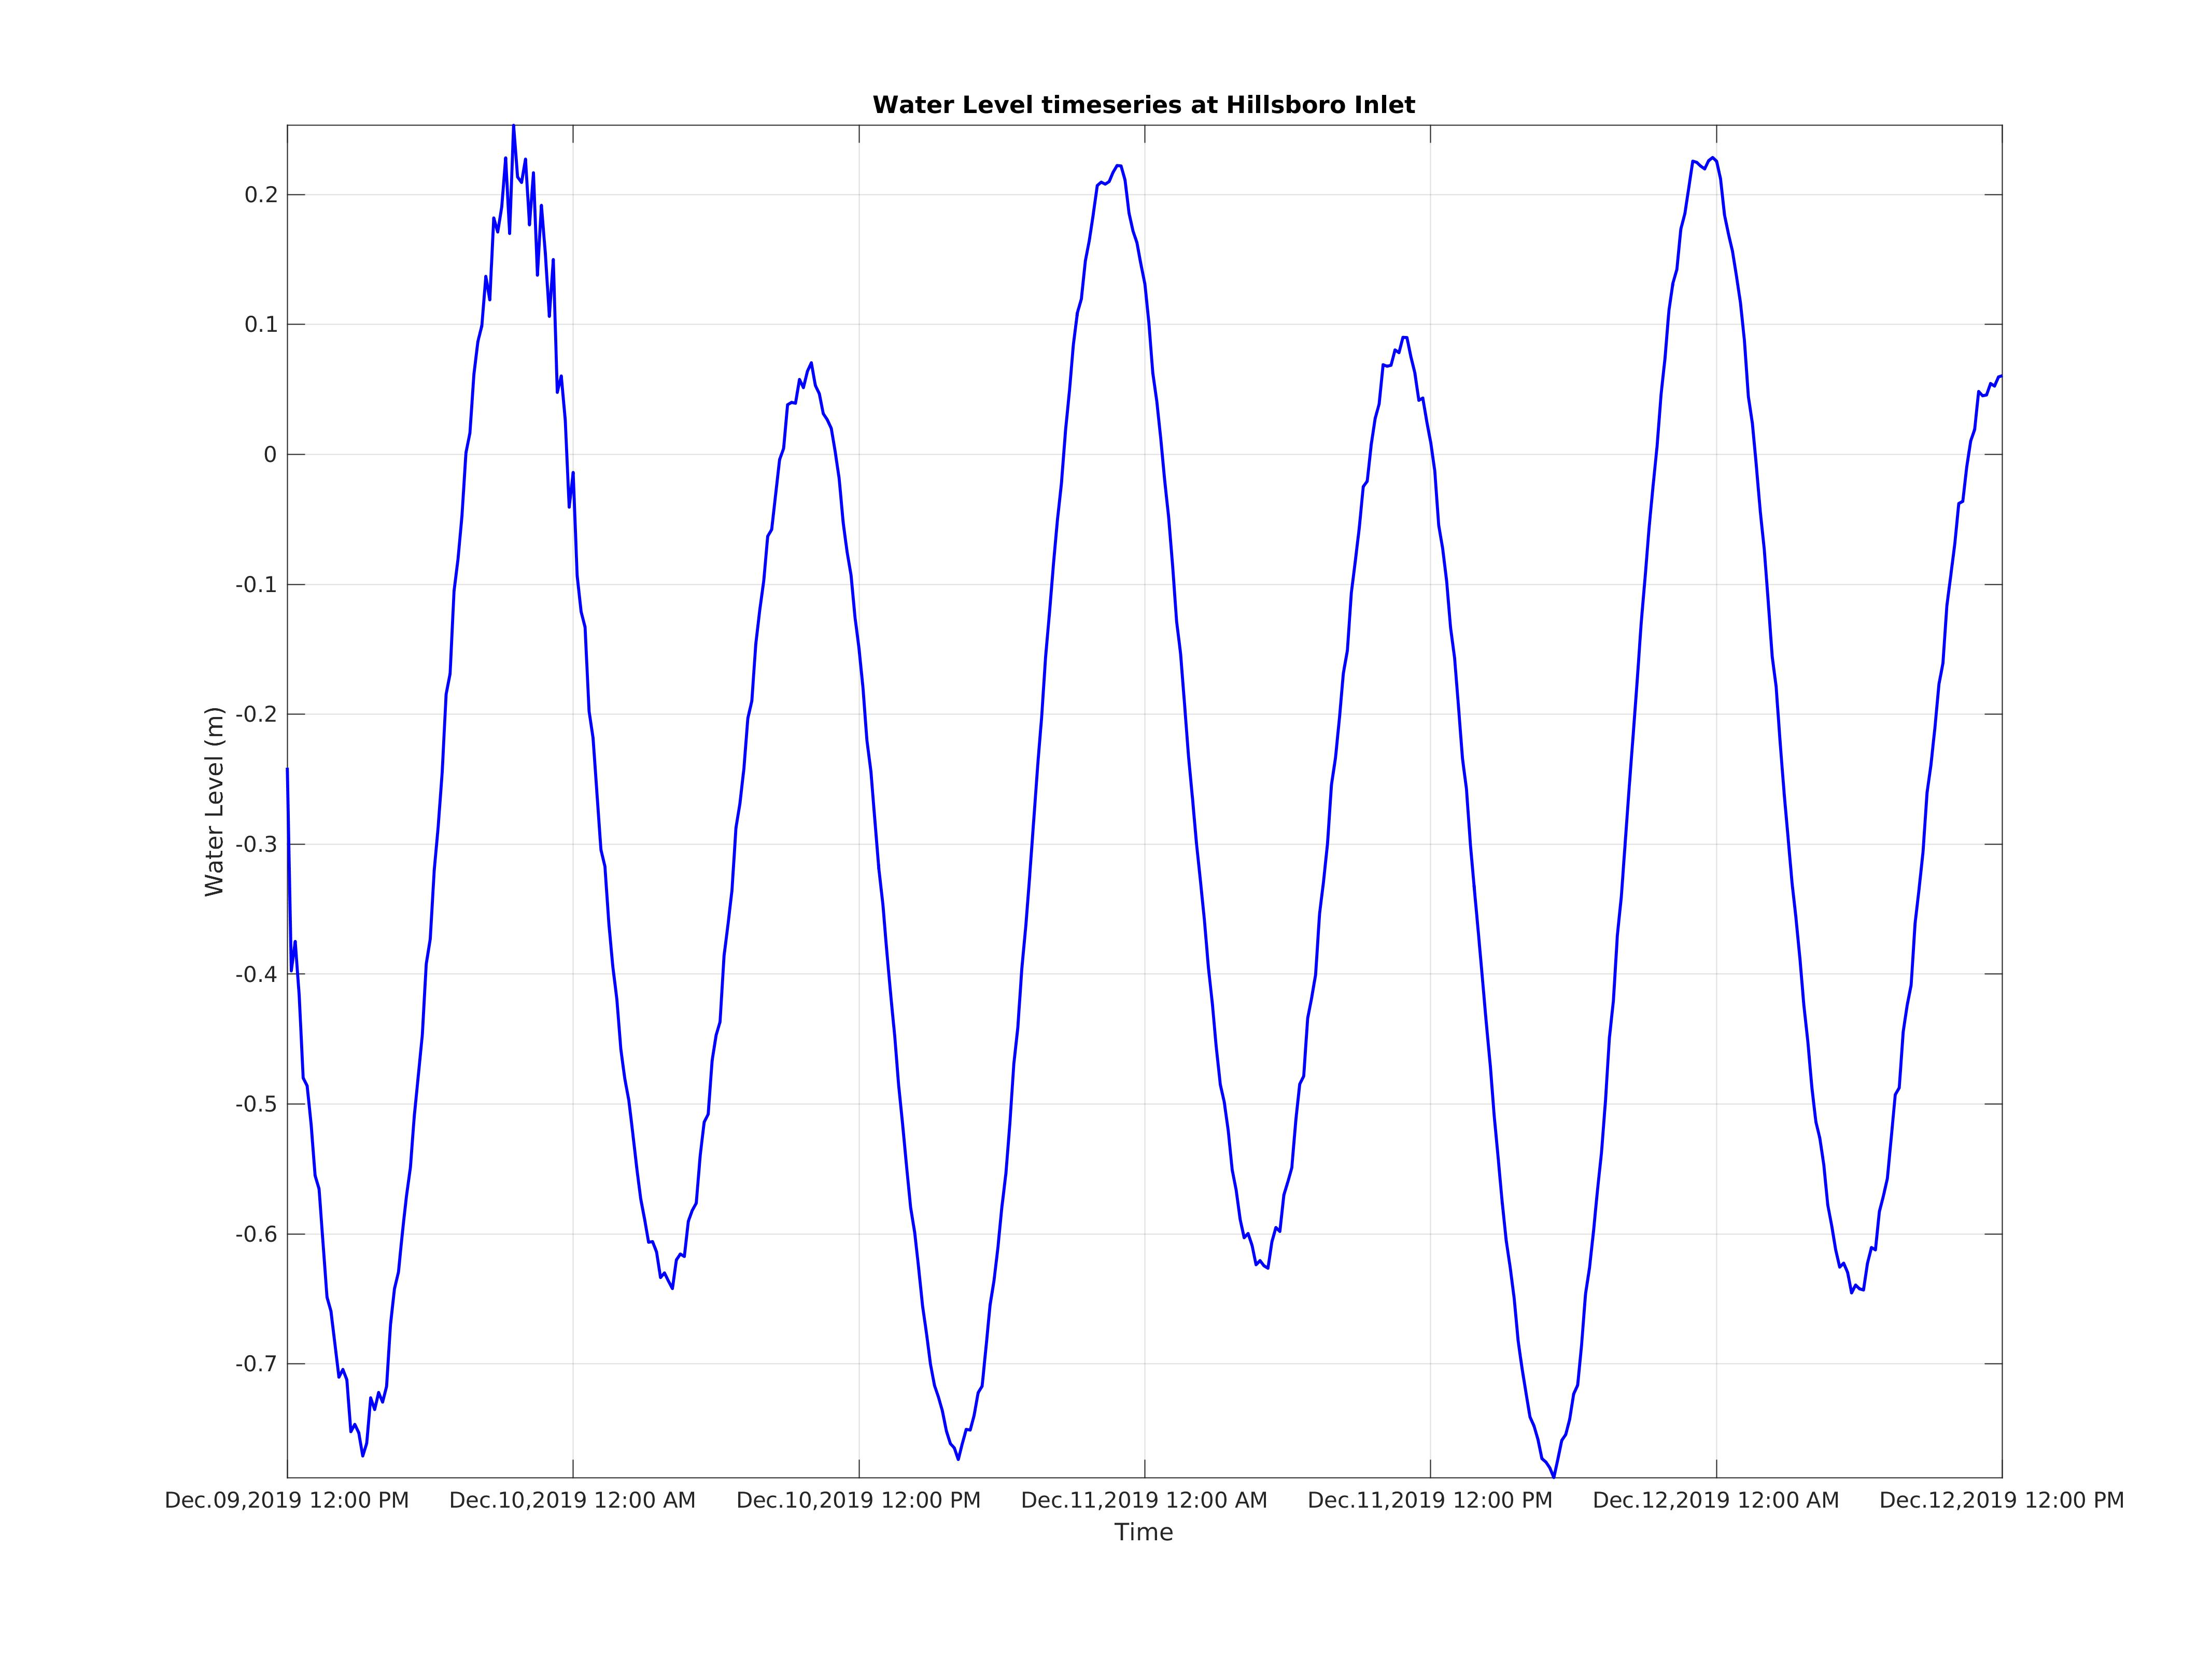 Water Level timeseries at Hillsboro Inlet
0.2
0.1
0
-0.1
-0.2
-0.3
-0.4
-0.5
-0.6
-0.7
Water Level (m)
Dec.09,2019 12:00 PM Dec.10,2019 12:00 AM Dec.10,2019 12:00 PM Dec.11,2019 12:00 AM Dec.11,2019 12:00 PM Dec.12,2019 12:00 AM Dec.12,2019 12:00 PM
Time